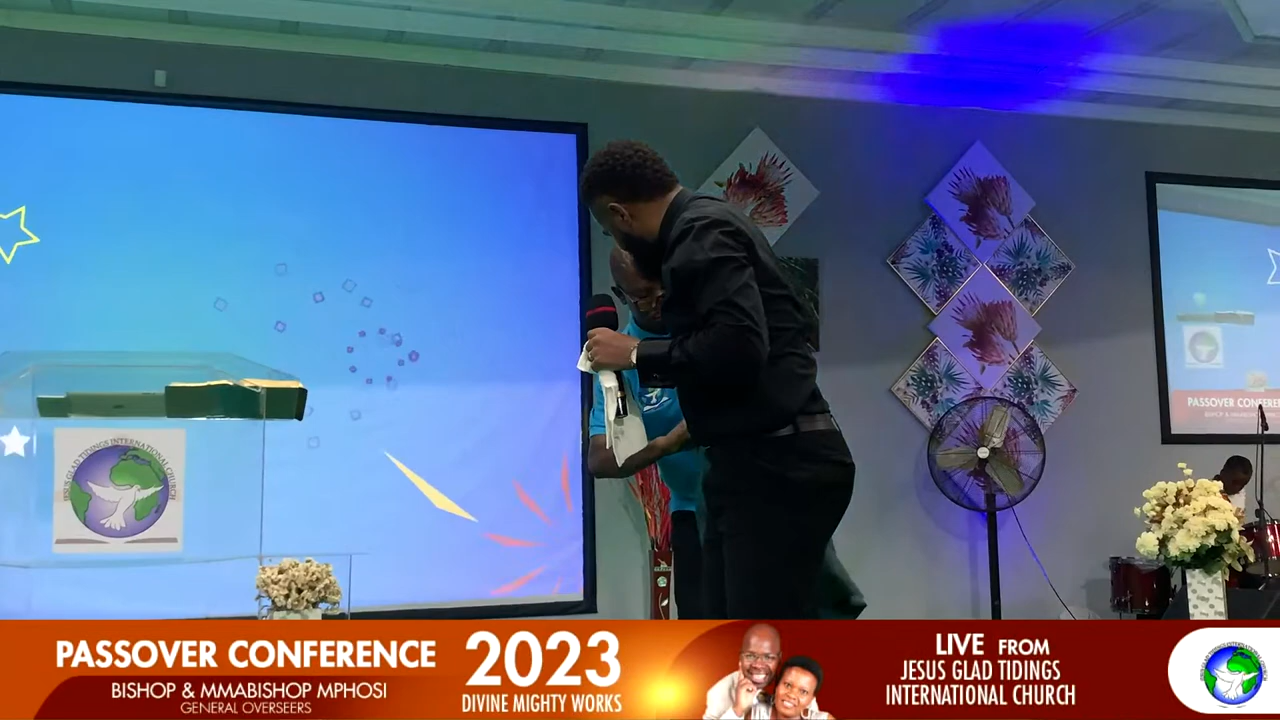 JESUS GLAD TIDINGS INTERNATIONAL CHURCH
PASSOVER CONFERENCE
PASSOVER CONFERENCE
BISHOP & MMABISHOP MPHOSI
GENERAL OVERSEERS
2023
DIVINE MIGHTY WORKS
LIVE FROM
JESUS GLAD TIDINGS
INTERNATIONAL CHURCH